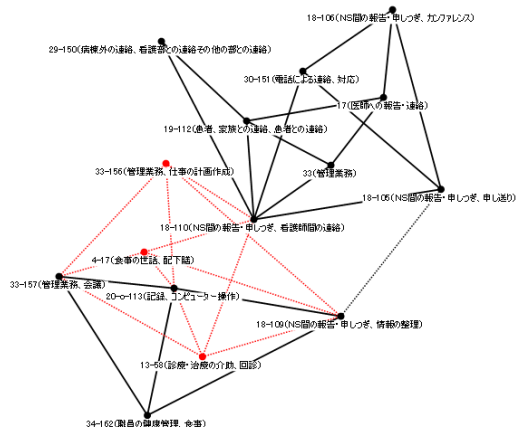 18-106(NS間の報告・申しつぎ、カンファレンス)
29-150(病棟外の連絡、看護部との連絡その他の部との連絡)
30-151(電話による連絡、対応)
17(医師への報告・連絡)
19-112(患者、家族との連絡、患者との連絡)
33-156(管理業務、仕事の計画作成)
33(管理業務)
18-105(NS間の報告・申しつぎ、申し送り)
18-110(NS間の報告・申しつぎ、看護師間の連絡)
4-17(食事の世話、配下膳)
33-157(管理業務、会議)
20-o-113(記録、コンピューター操作)
18-109(NS間の報告・申しつぎ、情報の整理)
13-58(診療・治療の介助、回診)
34-162(職員の健康管理、食事)